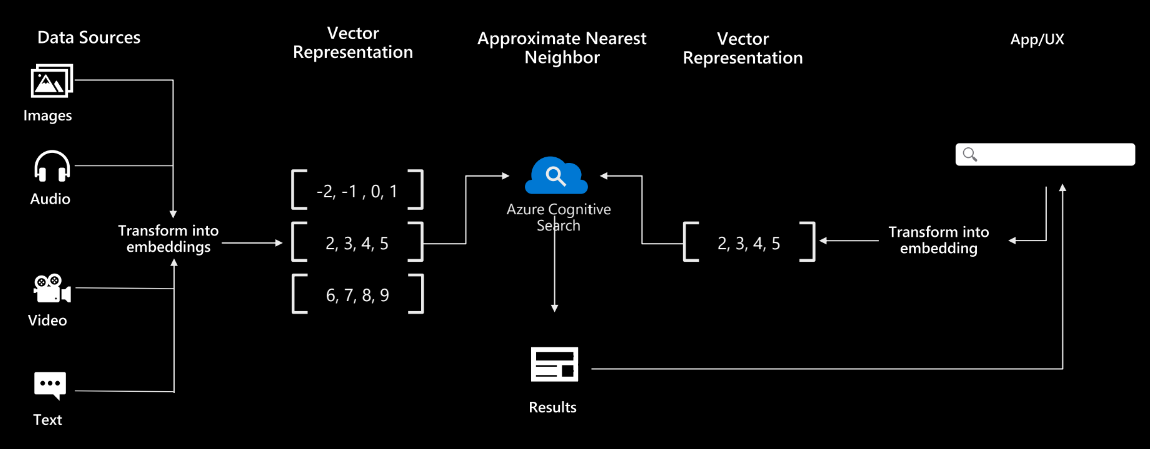 Data Sources
Vector
Representation
Approximate Nearest
Neighbor
Vector
Representation
App/UX
Images
Audio
Transform into
embeddings
Video
Text
-2, -1 , 0, 1
2, 3, 4, 5
6, 7, 8, 9
Azure Cognitive
Search
Results
2, 3, 4, 5
Transform into
embedding